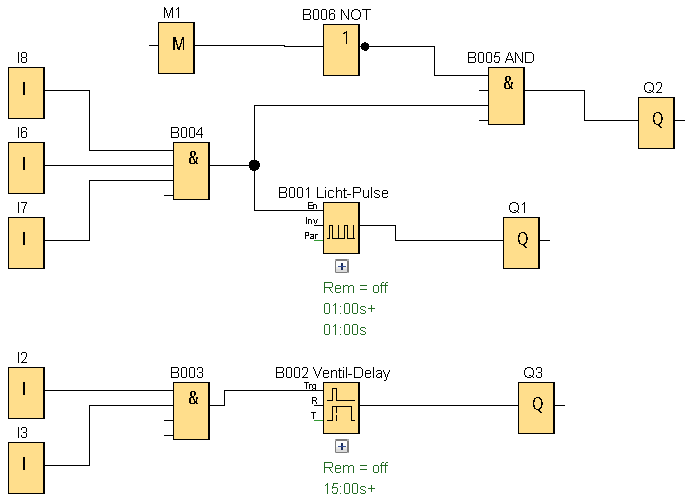 M1
B006 NOT
M
1
I8
B005 AND
I
&
Q2
Q
B004
I6
&
I
B001 Licht-Pulse
I7
En
Q1
Inv
I
Par
Q
Rem = off
01:00s+
01:00s
I2
B003
B002 Ventil-Delay
Q3
I
&
Trg
R
Q
T
I3
I
Rem = off
15:00s+